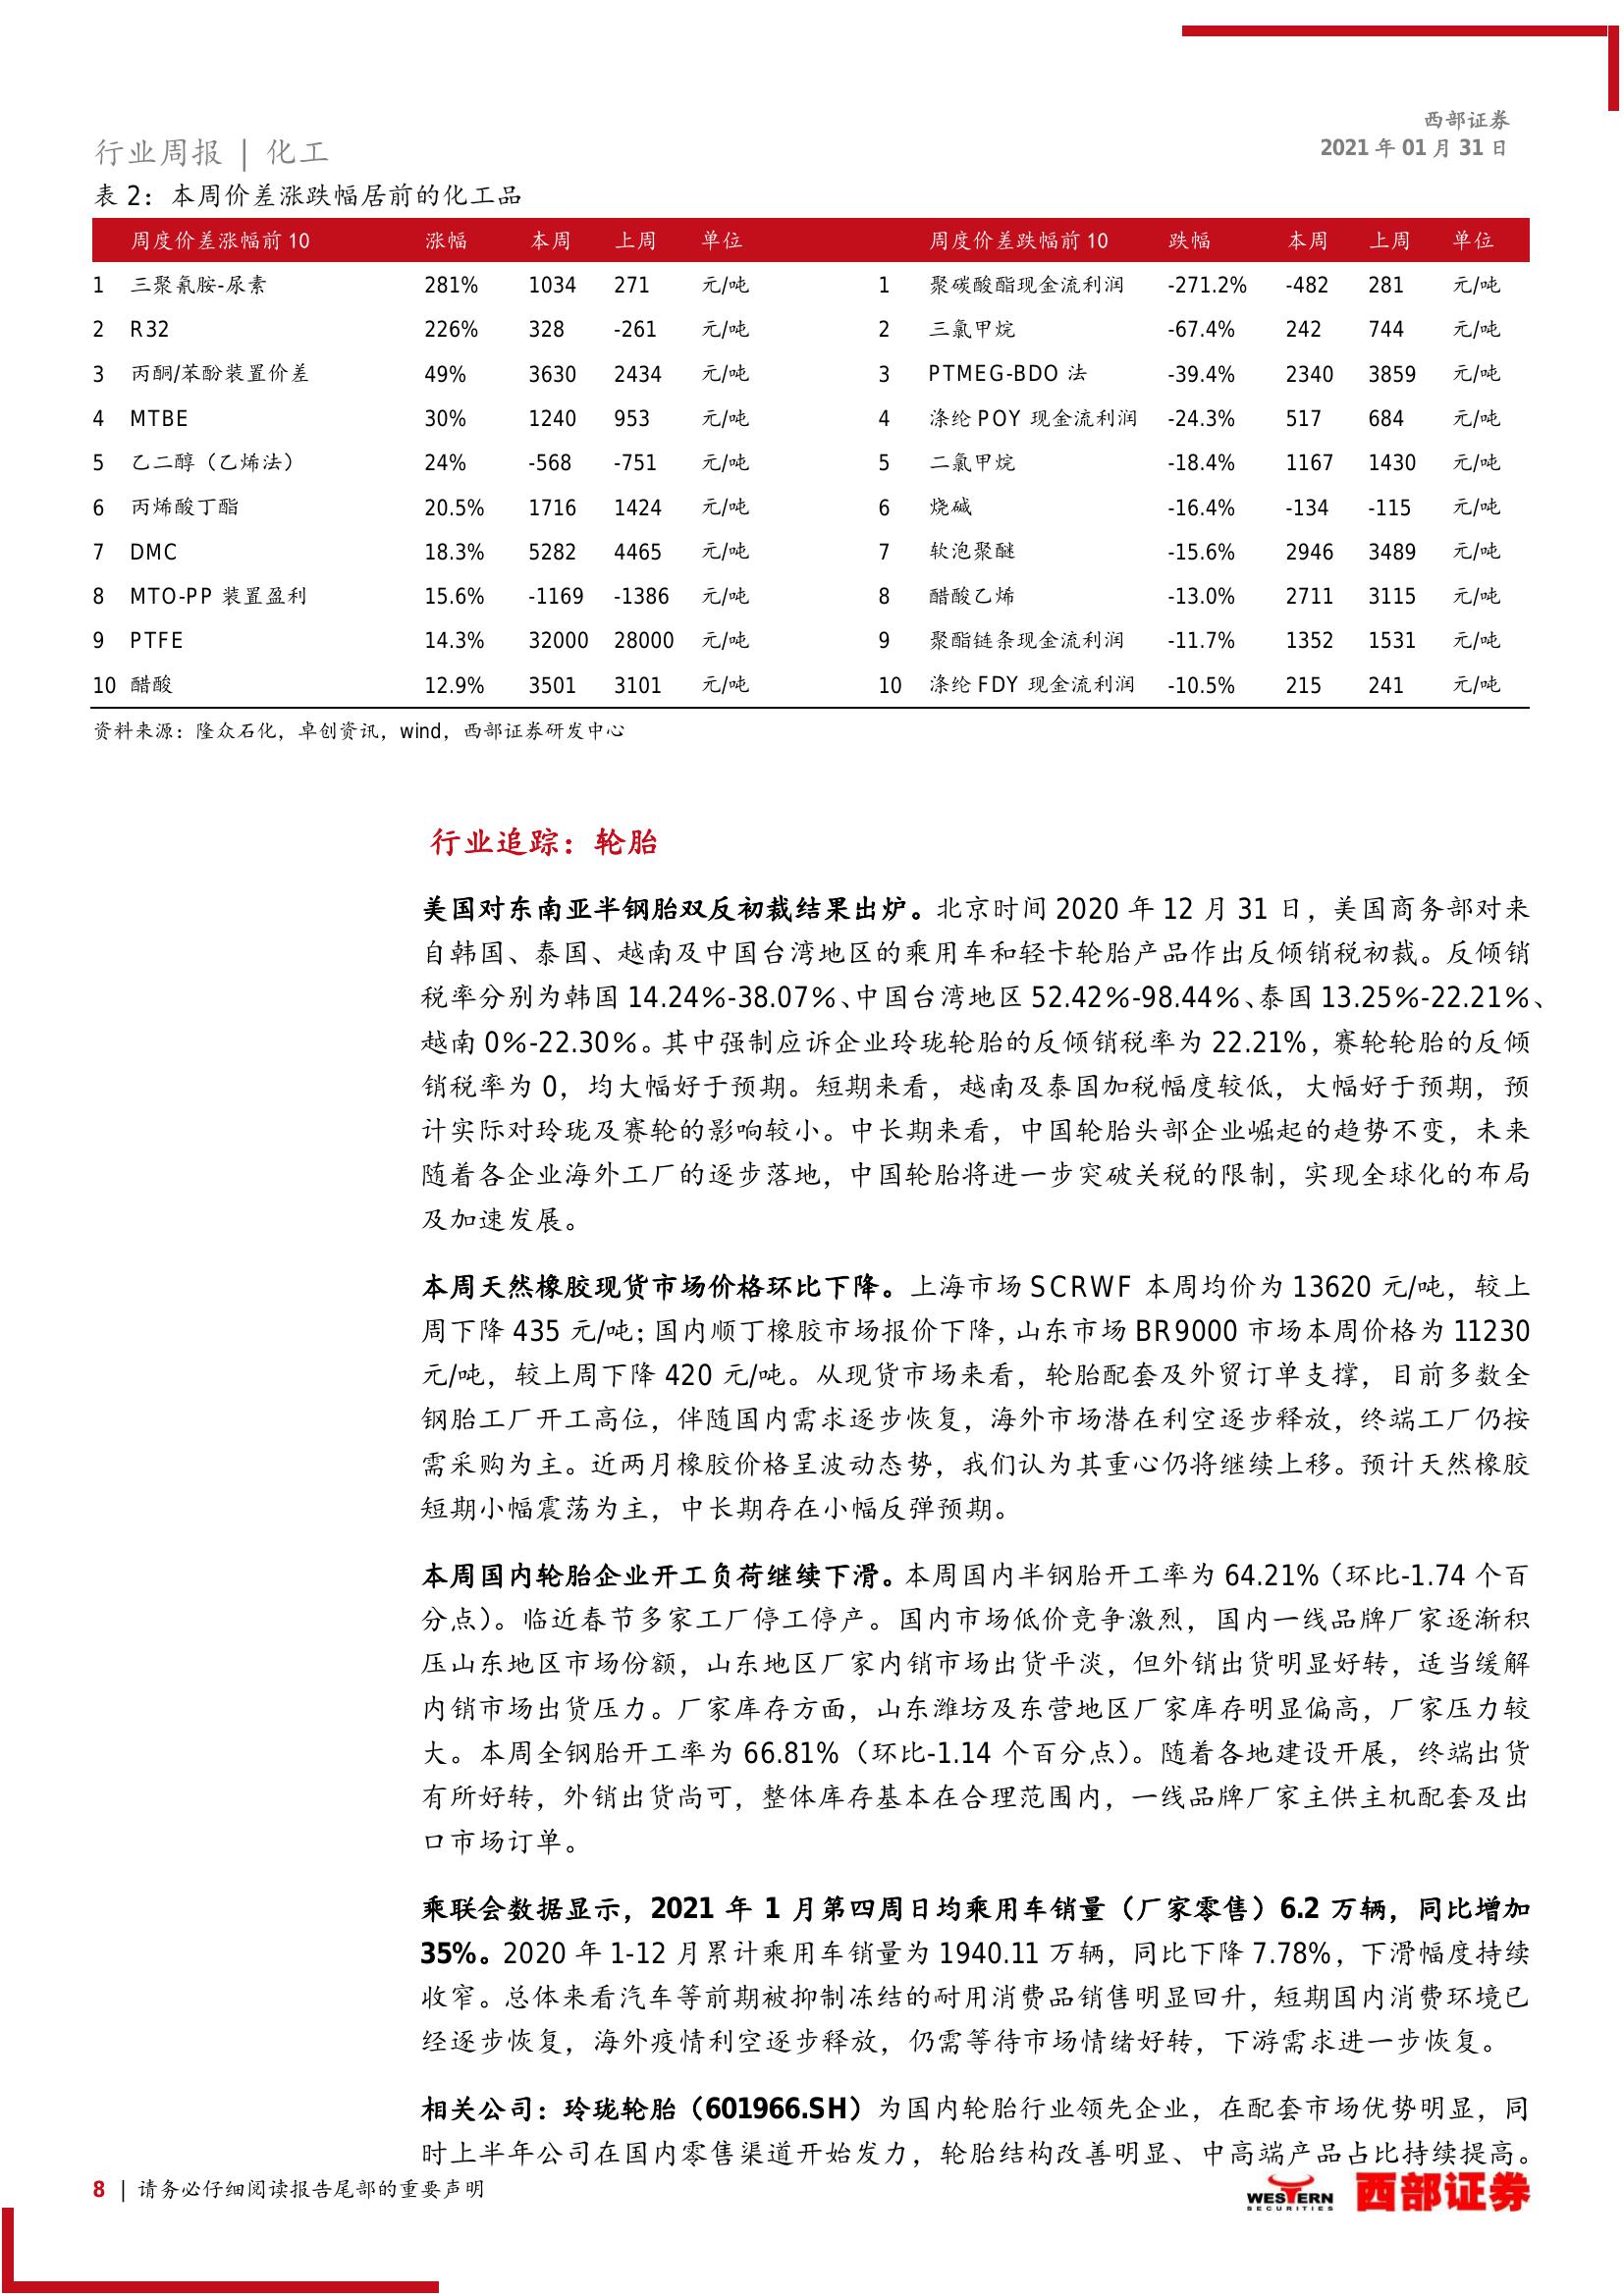 西部证券
2021 年 01 月 31 日
行业周报 | 化工
表 2：本周价差涨跌幅居前的化工品
周度价差涨幅前 10 涨幅 本周 上周 单位 周度价差跌幅前 10 跌幅 本周 上周 单位
1 三聚氰胺-尿素 281% 1034 271 元/吨 1 聚碳酸酯现金流利润 -271.2% -482 281 元/吨
2 R32 226% 328 -261 元/吨 2 三氯甲烷 -67.4% 242 744 元/吨
3 丙酮/苯酚装置价差 49% 3630 2434 元/吨 3 PTMEG-BDO 法 -39.4% 2340 3859 元/吨
4 MTBE 30% 1240 953 元/吨 4 涤纶 POY 现金流利润 -24.3% 517 684 元/吨
5 乙二醇（乙烯法） 24% -568 -751 元/吨 5 二氯甲烷 -18.4% 1167 1430 元/吨
6 丙烯酸丁酯 20.5% 1716 1424 元/吨 6 烧碱 -16.4% -134 -115 元/吨
7 DMC 18.3% 5282 4465 元/吨 7 软泡聚醚 -15.6% 2946 3489 元/吨
8 MTO-PP 装置盈利 15.6% -1169 -1386 元/吨 8 醋酸乙烯 -13.0% 2711 3115 元/吨
9 PTFE 14.3% 32000 28000 元/吨 9 聚酯链条现金流利润 -11.7% 1352 1531 元/吨
10 醋酸 12.9% 3501 3101 元/吨 10 涤纶 FDY 现金流利润 -10.5% 215 241 元/吨
资料来源：隆众石化，卓创资讯，wind，西部证券研发中心
行业追踪：轮胎
美国对东南亚半钢胎双反初裁结果出炉。北京时间 2020 年 12 月 31 日，美国商务部对来
自韩国、泰国、越南及中国台湾地区的乘用车和轻卡轮胎产品作出反倾销税初裁。反倾销
税率分别为韩国 14.24%-38.07%、中国台湾地区 52.42%-98.44%、泰国 13.25%-22.21%、
越南 0%-22.30%。其中强制应诉企业玲珑轮胎的反倾销税率为 22.21%，赛轮轮胎的反倾
销税率为 0，均大幅好于预期。短期来看，越南及泰国加税幅度较低，大幅好于预期，预
计实际对玲珑及赛轮的影响较小。中长期来看，中国轮胎头部企业崛起的趋势不变，未来
随着各企业海外工厂的逐步落地，中国轮胎将进一步突破关税的限制，实现全球化的布局
及加速发展。
本周天然橡胶现货市场价格环比下降。上海市场 SCRWF 本周均价为 13620 元/吨，较上
周下降 435 元/吨；国内顺丁橡胶市场报价下降，山东市场 BR9000 市场本周价格为 11230
元/吨，较上周下降 420 元/吨。从现货市场来看，轮胎配套及外贸订单支撑，目前多数全
钢胎工厂开工高位，伴随国内需求逐步恢复，海外市场潜在利空逐步释放，终端工厂仍按
需采购为主。近两月橡胶价格呈波动态势，我们认为其重心仍将继续上移。预计天然橡胶
短期小幅震荡为主，中长期存在小幅反弹预期。
本周国内轮胎企业开工负荷继续下滑。本周国内半钢胎开工率为 64.21%（环比-1.74 个百
分点）。临近春节多家工厂停工停产。国内市场低价竞争激烈，国内一线品牌厂家逐渐积
压山东地区市场份额，山东地区厂家内销市场出货平淡，但外销出货明显好转，适当缓解
内销市场出货压力。厂家库存方面，山东潍坊及东营地区厂家库存明显偏高，厂家压力较
大。本周全钢胎开工率为 66.81%（环比-1.14 个百分点）。随着各地建设开展，终端出货
有所好转，外销出货尚可，整体库存基本在合理范围内，一线品牌厂家主供主机配套及出
口市场订单。
乘联会数据显示，2021 年 1 月第四周日均乘用车销量（厂家零售）6.2 万辆，同比增加
35%。2020 年 1-12 月累计乘用车销量为 1940.11 万辆，同比下降 7.78%，下滑幅度持续
收窄。总体来看汽车等前期被抑制冻结的耐用消费品销售明显回升，短期国内消费环境已
经逐步恢复，海外疫情利空逐步释放，仍需等待市场情绪好转，下游需求进一步恢复。
相关公司：玲珑轮胎（601966.SH）为国内轮胎行业领先企业，在配套市场优势明显，同
时上半年公司在国内零售渠道开始发力，轮胎结构改善明显、中高端产品占比持续提高。
8 | 请务必仔细阅读报告尾部的重要声明
WESTERN
SECURITIES
西部证券